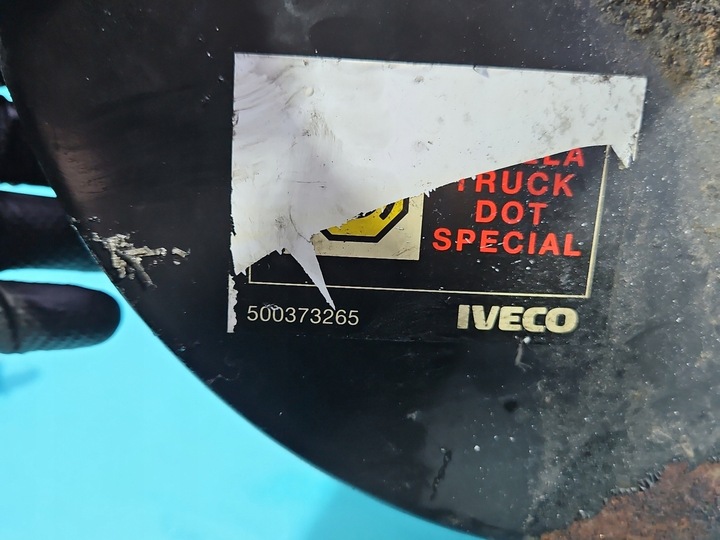 TRUCK
DOT
SPECIAL
500373265 IVECO